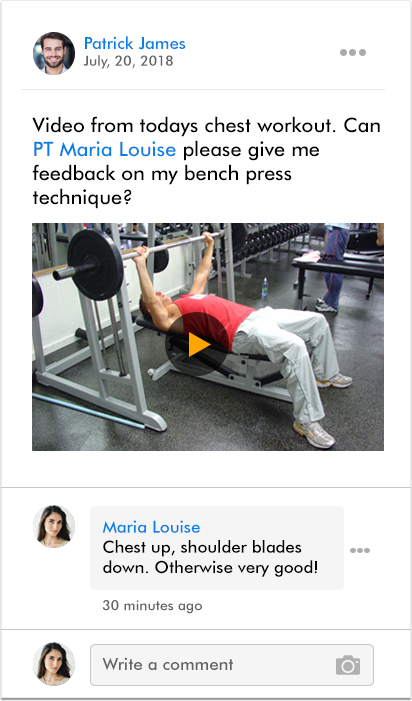 Patrick James
July, 20, 2018
Video from todays chest workout. Can
PT Maria Louise please give me
feedback on my bench press
technique?
Maria Louise
Chest up, shoulder blades
down. Otherwise very good!
30 minutes ago
Write a comment